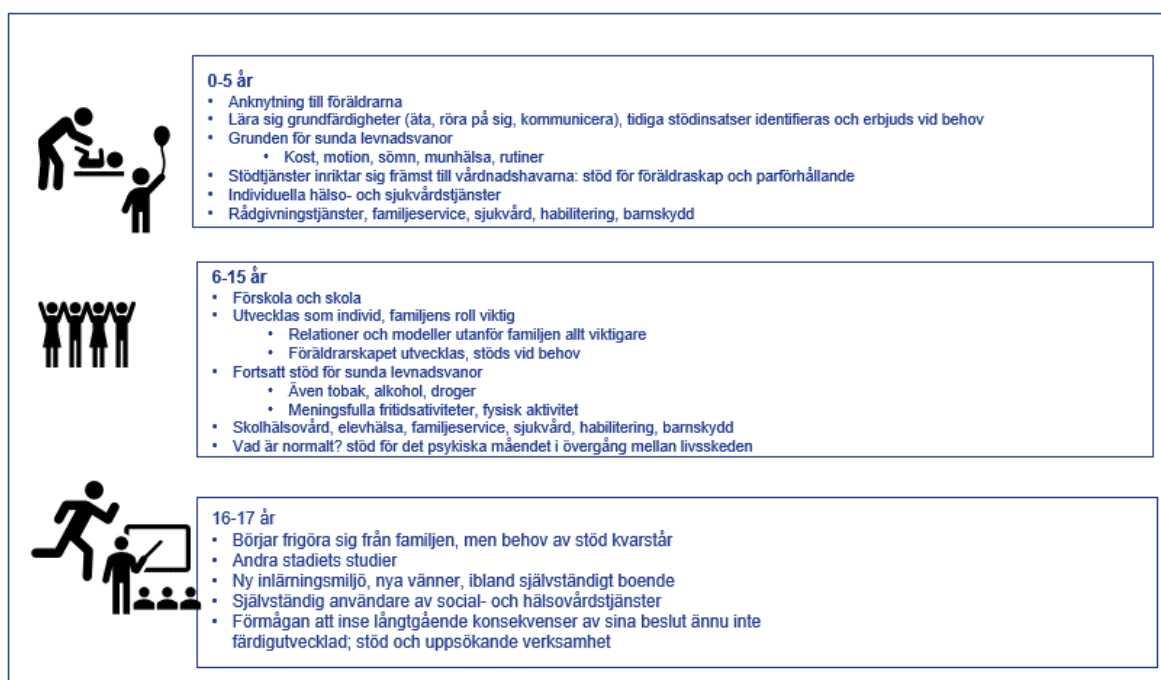 0-5 år
• Anknytning till föräldrarna
• Lära sig grundfärdigheter (äta, röra på sig, kommunicera), tidiga stödinsatser identifieras och erbjuds vid behov
• Grunden för sunda levnadsvanor
• Kost, motion, sömn, munhälsa, rutiner
• Stödtjänster inriktar sig främst till vårdnadshavarna: stöd för föräldraskap och parförhållande
• Individuella hälso- och sjukvårdstjänster
• Rådgivningstjänster, familjeservice, sjukvård, habilitering, barnskydd
6-15 år
• Förskola och skola
• Utvecklas som individ, familjens roll viktig
• Relationer och modeller utanför familjen allt viktigare
• Föräldrarskapet utvecklas, stöds vid behov
• Fortsatt stöd för sunda levnadsvanor
• Även tobak, alkohol, droger
• Meningsfulla fritidsativiteter, fysisk aktivitet
• Skolhälsovård, elevhälsa, familjeservice, sjukvård, habilitering, barnskydd
• Vad är normalt? stöd för det psykiska måendet i övergång mellan livsskeden
16-17 år
• Börjar frigöra sig från familjen, men behov av stöd kvarstår
• Andra stadiets studier
• Ny inlärningsmiljö, nya vänner, ibland självständigt boende
• Självständig användare av social- och hälsovårdstjänster
• Förmågan att inse långtgående konsekvenser av sina beslut ännu inte
färdigutvecklad; stöd och uppsökande verksamhet